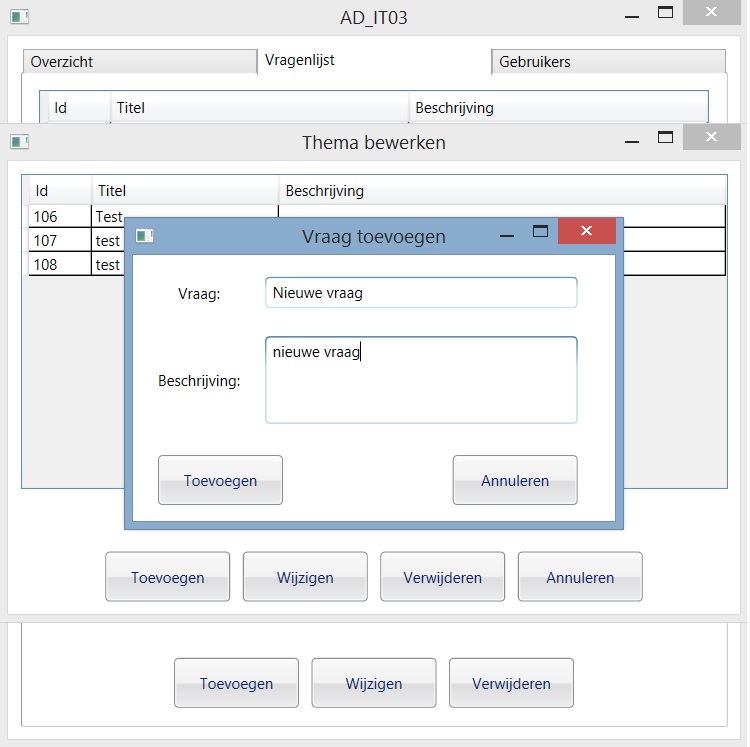 AD_IT03
Overzicht Vragenlijst Gebruikers
Id Titel Beschrijving
Thema bewerken
Id Titel Beschrijving
106 Test
107 test
108 test
Vraag toevoegen
Vraag: Nieuwe vraag
Beschrijving: nieuwe vraag
Toevoegen Annuleren
Toevoegen Wijzigen Verwijderen Annuleren
Toevoegen Wijzigen Verwijderen